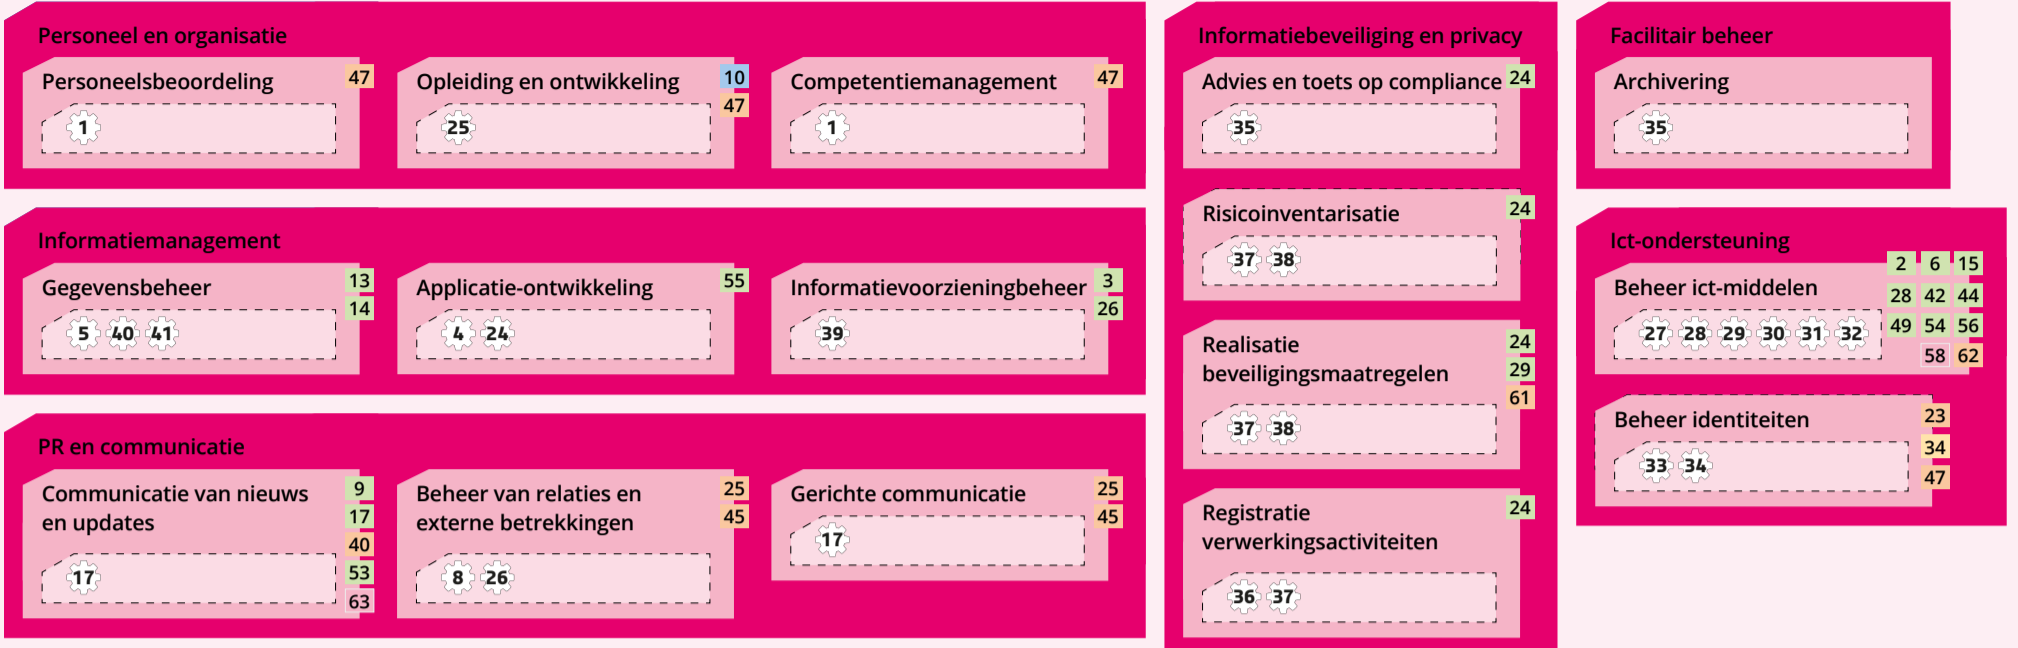 Personeel en organisatie
Personeelsbeoordeling
47
1
Opleiding en ontwikkeling
10
47
25
Competentiemanagement
47
1
Informatiemanagement
Gegevensbeheer
13
14
5 40 41
Applicatie-ontwikkeling
55
4 24
Informatievoorzieningbeheer
3
26
39
PR en communicatie
Communicatie van nieuws
en updates
9
17
40
53
63
17
Beheer van relaties en
externe betrekkingen
25
45
8 26
Gerichte communicatie
25
45
17
Informatiebeveiliging en privacy
Advies en toets op compliance
24
35
Risicoinventarisatie
24
37 38
Realisatie
beveiligingsmaatregelen
24
29
61
37 38
Registratie
verwerkingsactiviteiten
24
36 37
Facilitair beheer
Archivering
35
Ict-ondersteuning
Beheer ict-middelen
2 6 15
28 42 44
49 54 56
58 62
27 28 29 30 31 32
Beheer identiteiten
23
34
47
33 34